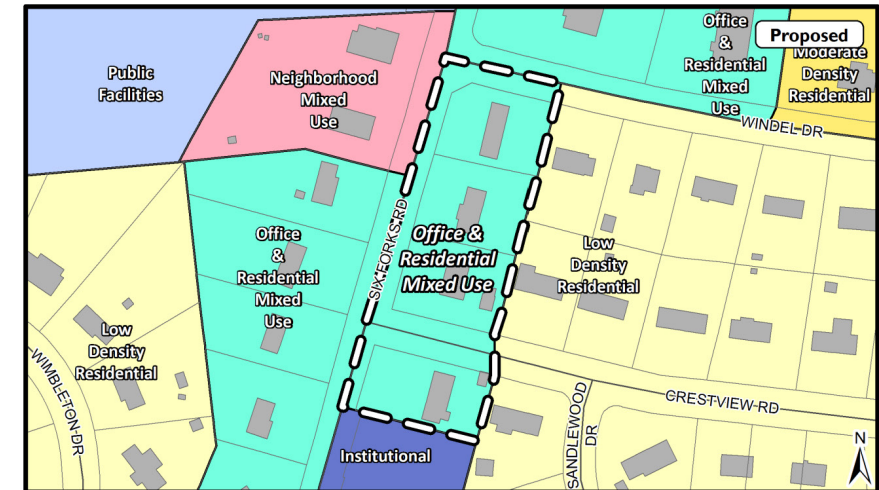 Proposed
Public
Facilities
Neighborhood
Mixed
Use
Office
&
Residential
Mixed
Use
Moderate
Density
Residential
WINDEL DR
SIX FORKS RD
Office
&
Residential
Mixed
Use
Office &
Residential
Mixed Use
Low
Density
Residential
Low
Density
Residential
WIMBLETON DR
CRESTVIEW RD
SANDLEWOOD
DR
Institutional
N